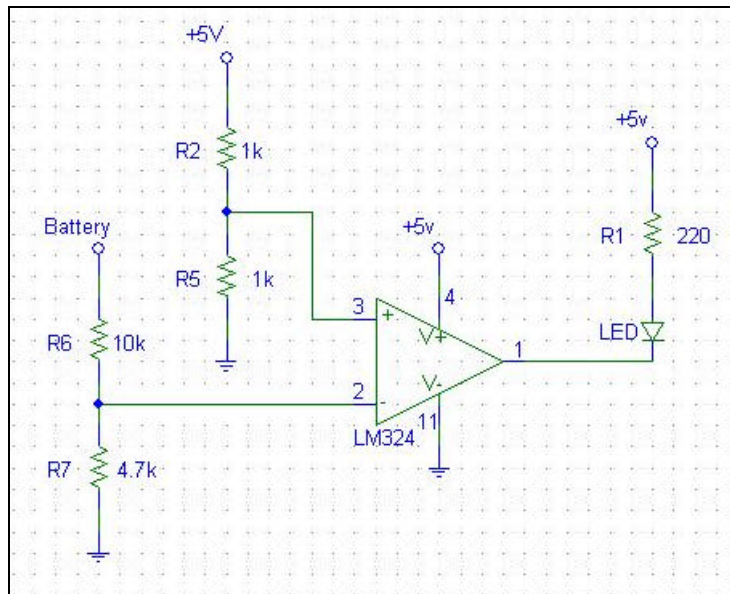 +5V
R2 1k
+5v
R1 220
Battery
+5v
R5 1k
4
3
+
V+
LED
R6 10k
1
2
-
V-
11
LM324
R7 4.7k